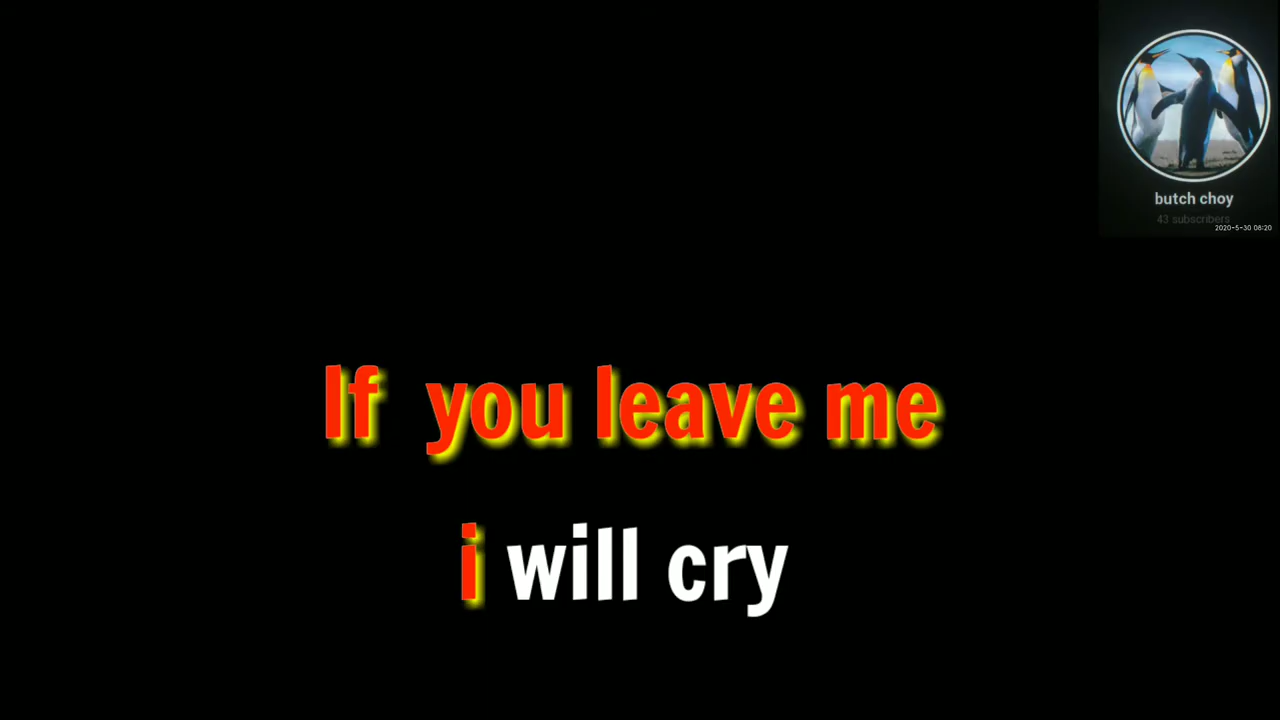 butch choy
43 subscribers
2020-5-30 08:20
If you leave me
i will cry